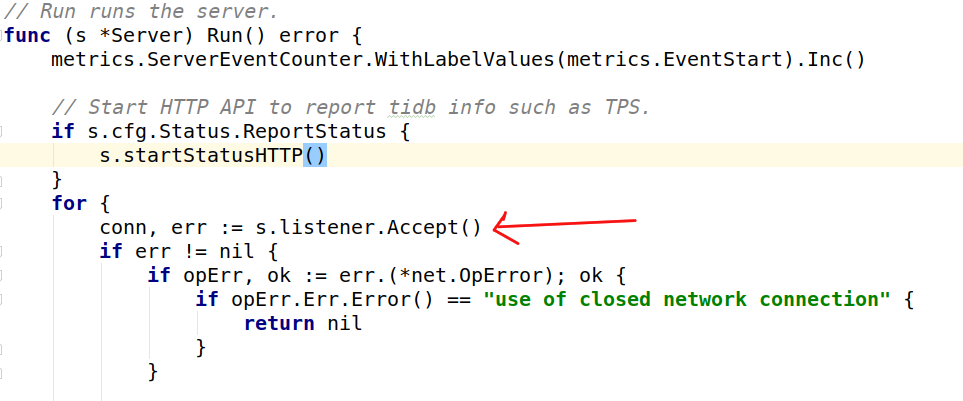 // Run runs the server.
func (s *Server) Run() error {
    metrics.ServerEventCounter.WithLabelValues(metrics.EventStart).Inc()

    // Start HTTP API to report tidb info such as TPS.
    if s.cfg.Status.ReportStatus {
        s.startStatusHTTP()
    }
    for {
        conn, err := s.listener.Accept()
        if err != nil {
            if opErr, ok := err.(*net.OpError); ok {
                if opErr.Err.Error() == "use of closed network connection" {
                    return nil
                }
            }